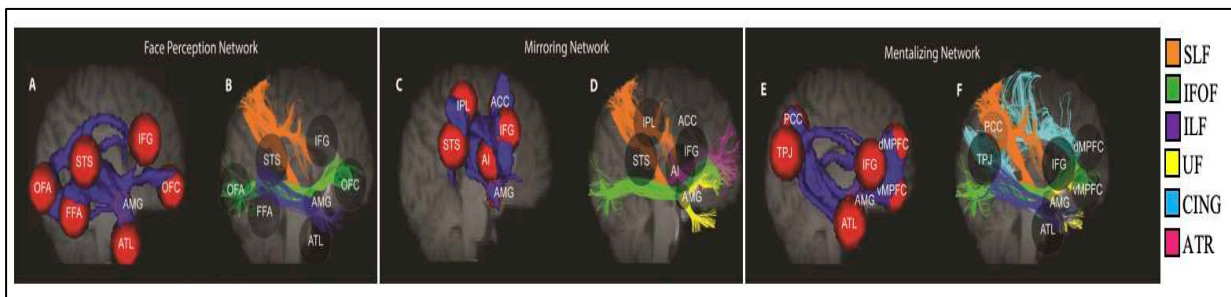 Face Perception Network
A
IFG
STS
OFA
OFC
FFA
AMG
ATL
B
IFG
STS
OFA
OFC
FFA
AMG
ATL
Mirroring Network
C
IPL
ACC
IFG
STS
AI
AMG
D
IPL
ACC
STS
IFG
AI
AMG
Mentalizing Network
E
PCC
dMPFC
TPJ
IFG
AMG
vMPFC
ATL
F
PCC
dMPFC
TPJ
IFG
vMPFC
AMG
ATL
SLF
IFOF
ILF
UF
CING
ATR